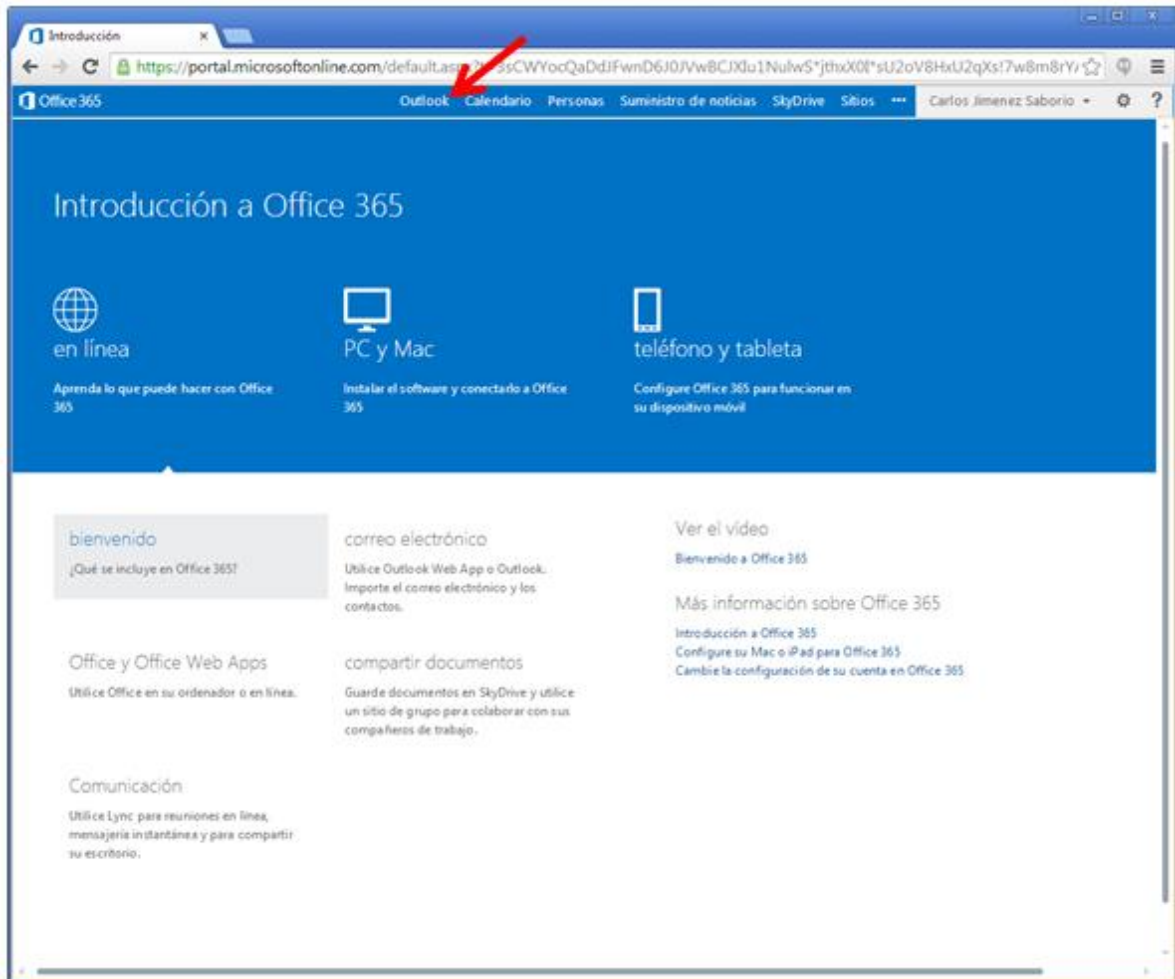 Introducción
Office 365
Outlook Calendario Personas Suministro de noticias SkyDrive Sitios ••• Carlos Jimenez Saborio ?
Introducción a Office 365
en línea
Aprenda lo que puede hacer con Office
365
PC y Mac
Instalar el software y conectarlo a Office
365
teléfono y tableta
Configure Office 365 para funcionar en
su dispositivo móvil
bienvenido
¿Qué se incluye en Office 365?
correo electrónico
Utilice Outlook Web App o Outlook.
Importe el correo electrónico y los
contactos.
Office y Office Web Apps
Utilice Office en su ordenador o en línea.
compartir documentos
Guarde documentos en SkyDrive y utilice
un sitio de grupo para colaborar con sus
compañeros de trabajo.
Comunicación
Utilice Lync para reuniones en línea,
mensajería instantánea y para compartir
su escritorio.
Ver el vídeo
Bienvenido a Office 365
Más información sobre Office 365
Introducción a Office 365
Configure su Mac o iPad para Office 365
Cambie la configuración de su cuenta en Office 365